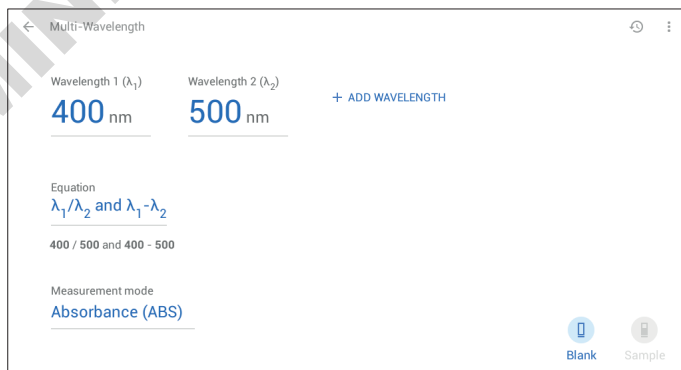 Multi-Wavelength
Wavelength 1 (λ₁) Wavelength 2 (λ₂)
400 nm 500 nm + ADD WAVELENGTH
Equation
λ₁/λ₂ and λ₁-λ₂
400 / 500 and 400 - 500
Measurement mode
Absorbance (ABS)
Blank Sample